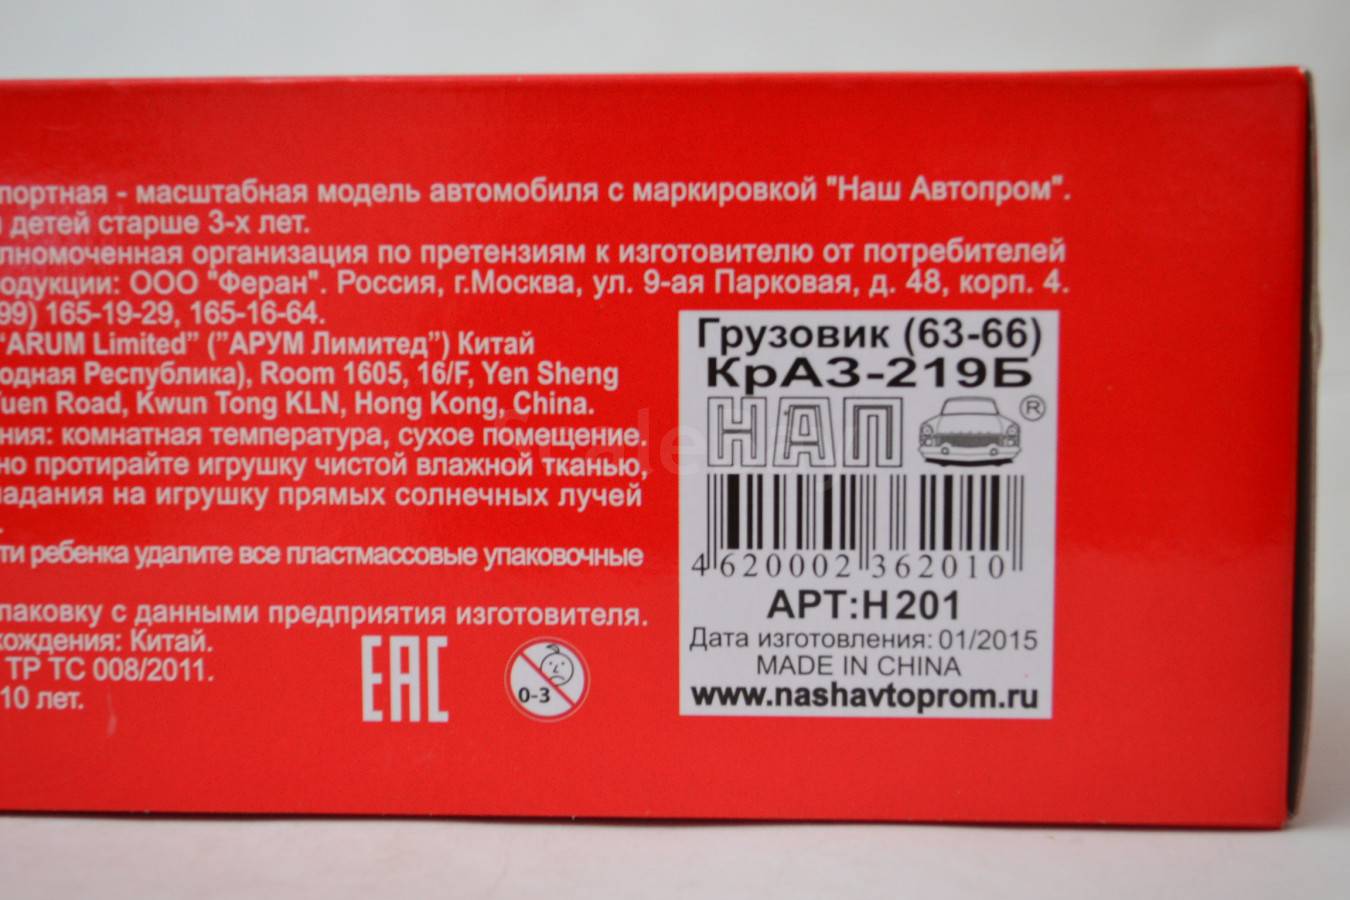 портная - масштабная модель автомобиля с маркировкой "Наш Автопром".
детей старше 3-х лет.
лномоченная организация по претензиям к изготовителю от потребителей
одукции: ООО "Феран". Россия, г.Москва, ул. 9-ая Парковая, д. 48, корп. 4.
99) 165-19-29, 165-16-64.
“ARUM Limited” (”АРУМ Лимитед”) Китай
одная Республика), Room 1605, 16/F, Yen Sheng
uen Road, Kwun Tong KLN, Hong Kong, China.
ния: комнатная температура, сухое помещение.
но протирайте игрушку чистой влажной тканью,
адания на игрушку прямых солнечных лучей
.
ти ребенка удалите все пластмассовые упаковочные
паковку с данными предприятия изготовителя.
хождения: Китай.
ТР ТС 008/2011.
10 лет.
EAC
0-3
Грузовик (63-66)
КрАЗ-219Б
НАП ®
4 620002 362010
АРТ:Н201
Дата изготовления: 01/2015
MADE IN CHINA
www.nashavtoprom.ru